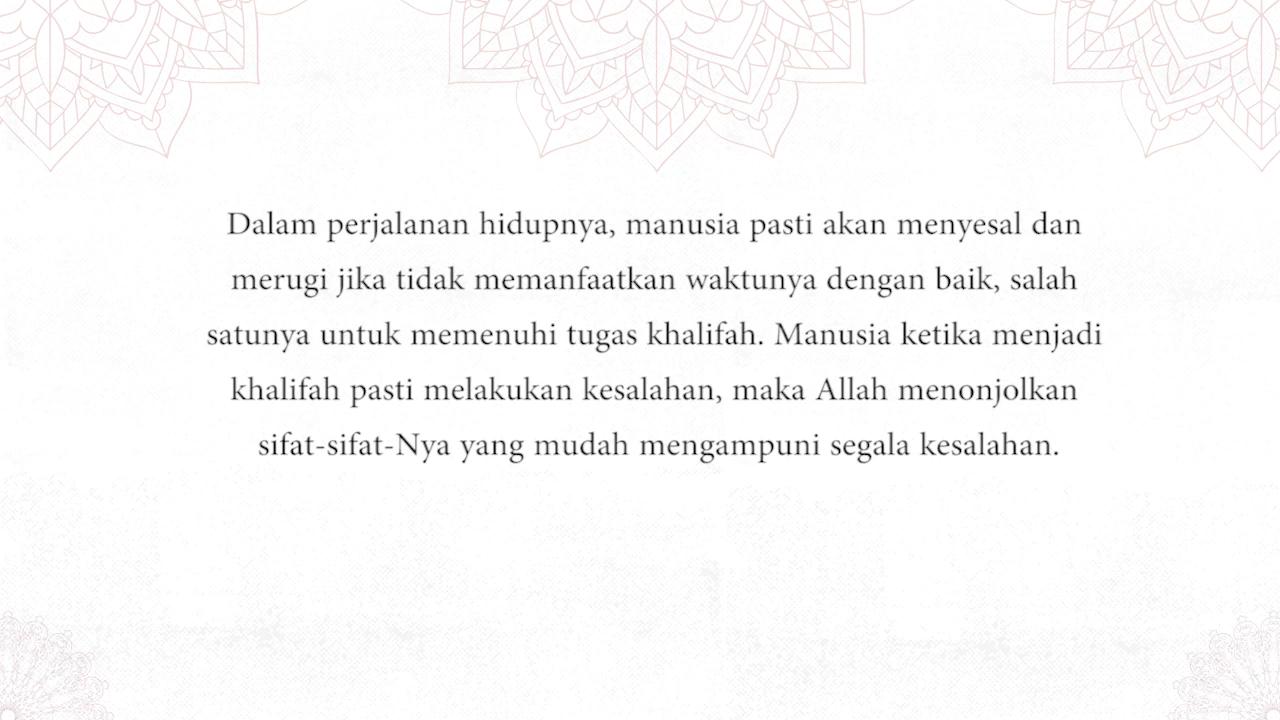 Dalam perjalanan hidupnya, manusia pasti akan menyesal dan
merugi jika tidak memanfaatkan waktunya dengan baik, salah
satunya untuk memenuhi tugas khalifah. Manusia ketika menjadi
khalifah pasti melakukan kesalahan, maka Allah menonjolkan
sifat-sifat-Nya yang mudah mengampuni segala kesalahan.